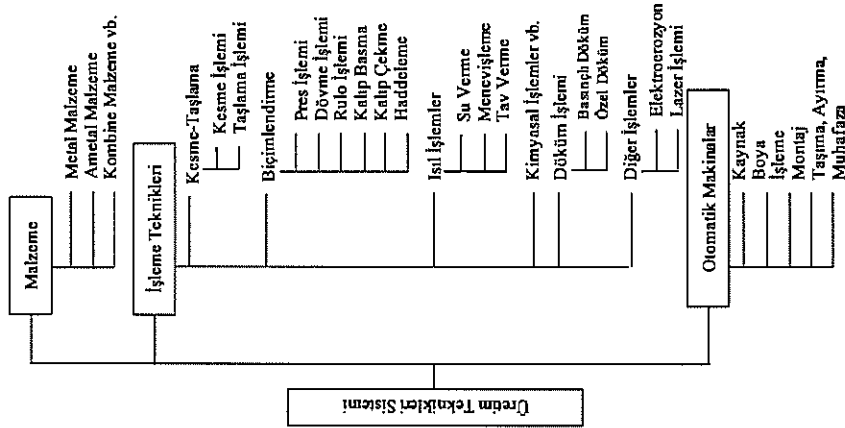 Üretim Teknikleri Sistemi
Malzeme
Metal Malzeme
Ametal Malzeme
Kombine Malzeme vb.
İşleme Teknikleri
Kesme-Taşlama
Kesme İşlemi
Taşlama İşlemi
Biçimlendirme
Pres İşlemi
Dövme İşlemi
Rulo İşlemi
Kalıp Basma
Kalıp Çekme
Haddeleme
Isıl İşlemler
Su Verme
Menevişleme
Tav Verme
Kimyasal İşlemler vb.
Döküm İşlemi
Basınçlı Döküm
Özel Döküm
Diğer İşlemler
Elektroerozyon
Lazer İşlemi
Otomatik Makinalar
Kaynak
Boya
İşleme
Montaj
Taşıma, Ayırma,
Muhafaza